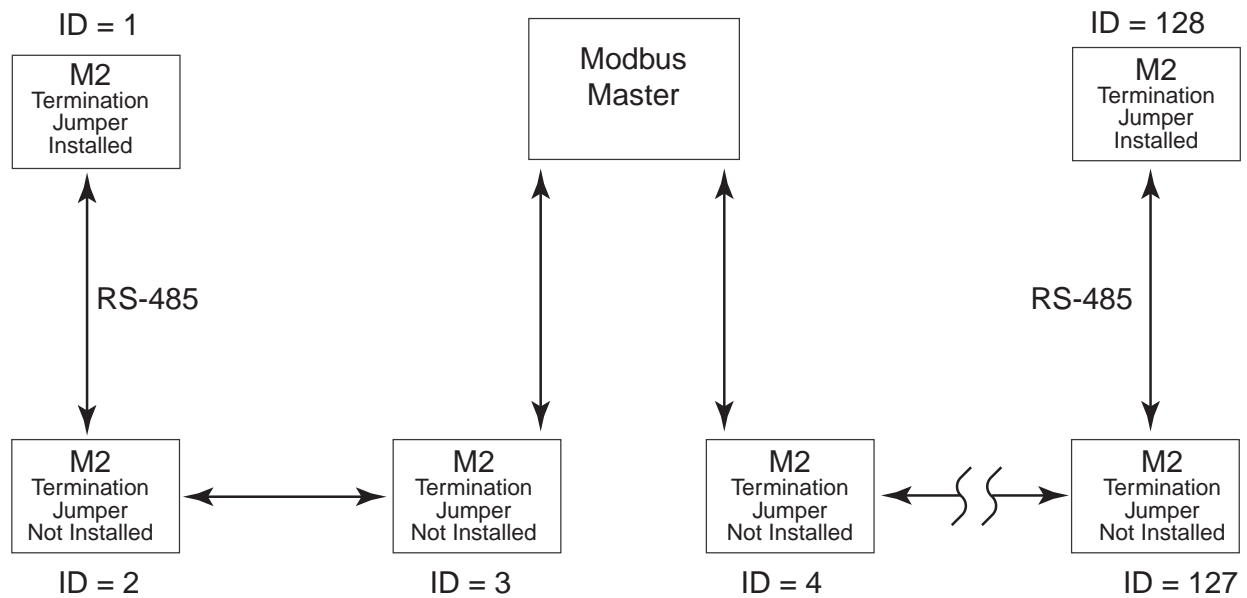 ID = 1
M2
Termination
Jumper
Installed
Modbus
Master
ID = 128
M2
Termination
Jumper
Installed
RS-485
RS-485
M2
Termination
Jumper
Not Installed
ID = 2
M2
Termination
Jumper
Not Installed
ID = 3
M2
Termination
Jumper
Not Installed
ID = 4
M2
Termination
Jumper
Not Installed
ID = 127